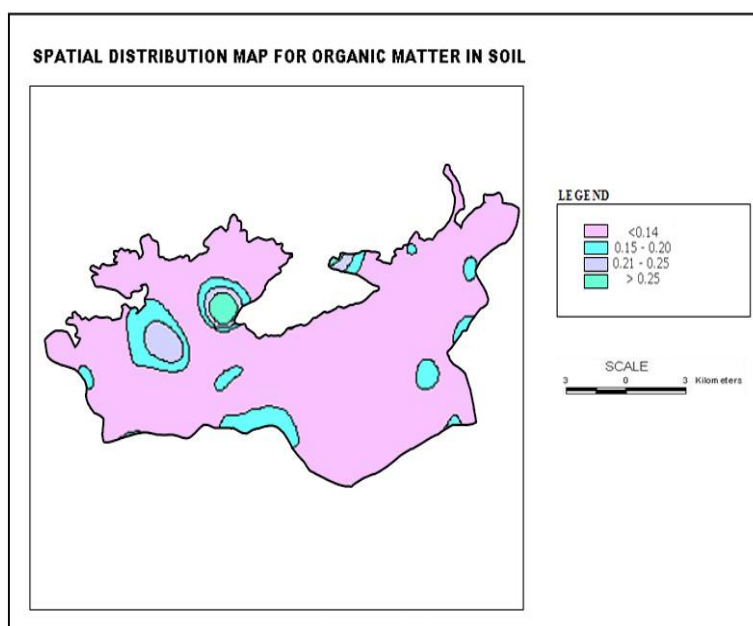 SPATIAL DISTRIBUTION MAP FOR ORGANIC MATTER IN SOIL
LEGEND
<0.14
0.15 - 0.20
0.21 - 0.25
> 0.25
SCALE
3 0 3 Kilometers